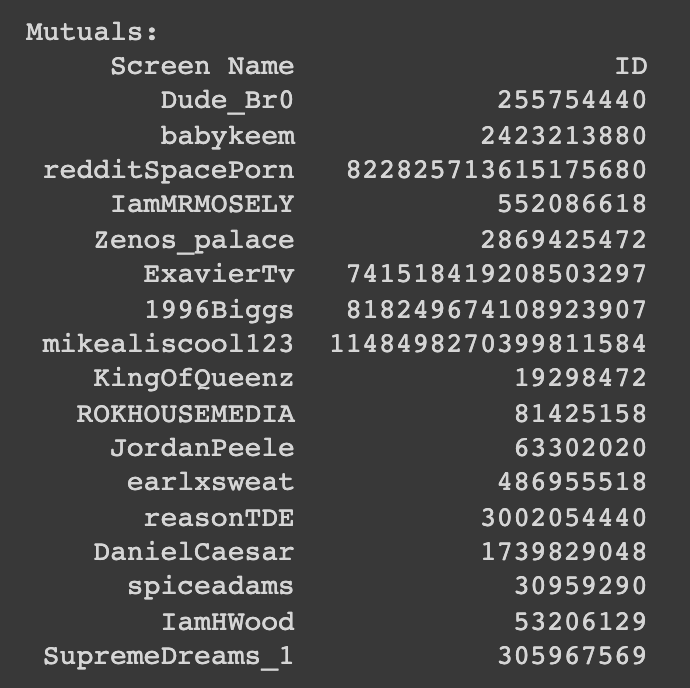 Mutuals:
Screen Name ID
Dude_Br0 255754440
babykeem 2423213880
redditSpacePorn 822825713615175680
IamMRMOSELY 552086618
Zenos_palace 2869425472
ExavierTv 741518419208503297
1996Biggs 818249674108923907
mikealiscool123 1148498270399811584
KingOfQueenz 19298472
ROKHOUSEMEDIA 81425158
JordanPeele 63302020
earlxsweat 486955518
reasonTDE 3002054440
DanielCaesar 1739829048
spiceadams 30959290
IamHWood 53206129
SupremeDreams_1 305967569